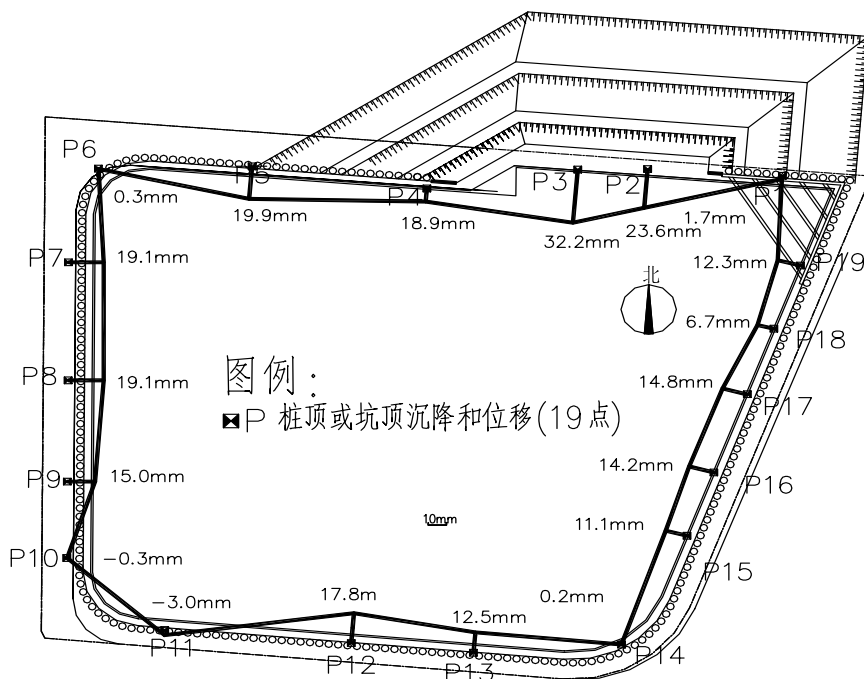 P6
P5
P4
P3
P2
P
0.3mm
19.9mm
18.9mm
32.2mm
23.6mm
1.7mm
P7
19.1mm
12.3mm
P19
北
6.7mm
P18
P8
19.1mm
图例：
14.8mm
P17
P 桩顶或坑顶沉降和位移(19点)
P9
15.0mm
14.2mm
P16
10mm
11.1mm
P15
P10
-0.3mm
-3.0mm
17.8m
12.5mm
0.2mm
P11
P12
P13
P14